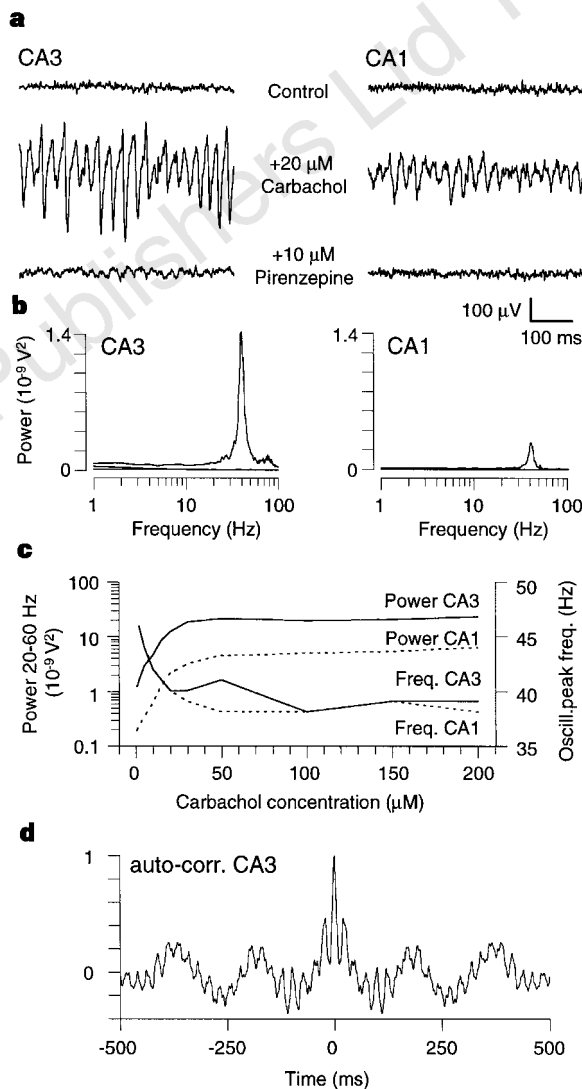 a
CA3
CA1
Control
+20 µM
Carbachol
+10 µM
Pirenzepine
100 µV
100 ms
b
1.4
CA3
Power (10-9 V2)
0
1
10
100
Frequency (Hz)
1.4
CA1
0
1
10
100
Frequency (Hz)
c
100
10
1
0.1
Power 20-60 Hz
(10-9 V2)
Power CA3
Power CA1
Freq. CA3
Freq. CA1
50
45
40
35
Oscill.peak freq. (Hz)
0
50
100
150
200
Carbachol concentration (µM)
d
1
auto-corr. CA3
0
-500
-250
0
250
500
Time (ms)
Publishers Ltd